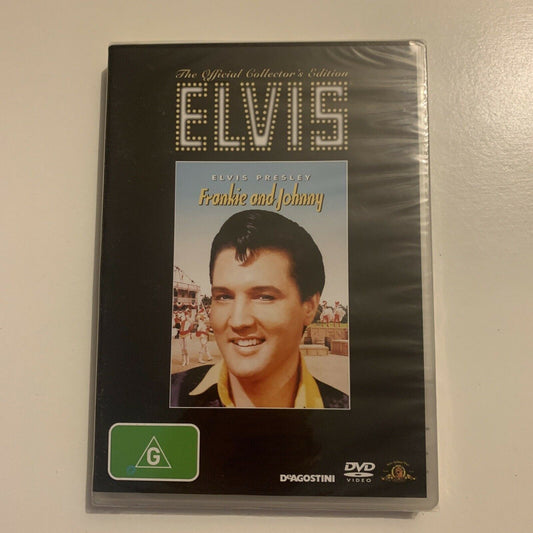 The Official Collector's Edition
ELVIS
ELVIS PRESLEY
Frankie and Johnny
G
DeAGOSTINI
DVD
VIDEO